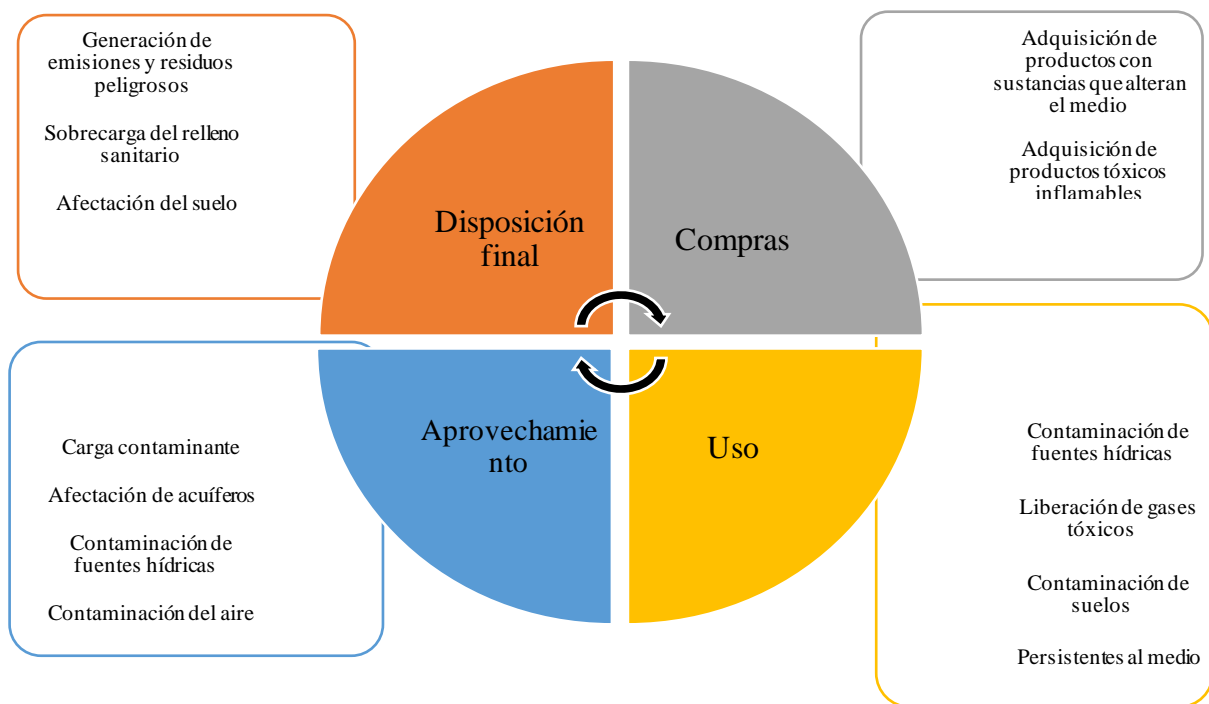 Generación de
emisiones y residuos
peligrosos
Sobrecarga del relleno
sanitario
Afectación del suelo
Adquisición de
productos con
sustancias que alteran
el medio
Adquisición de
productos tóxicos
inflamables
Disposición
final
Compras
Aprovechamie
nto
Uso
Carga contaminante
Afectación de acuíferos
Contaminación de
fuentes hídricas
Contaminación del aire
Contaminación de
fuentes hídricas
Liberación de gases
tóxicos
Contaminación de
suelos
Persistentes al medio